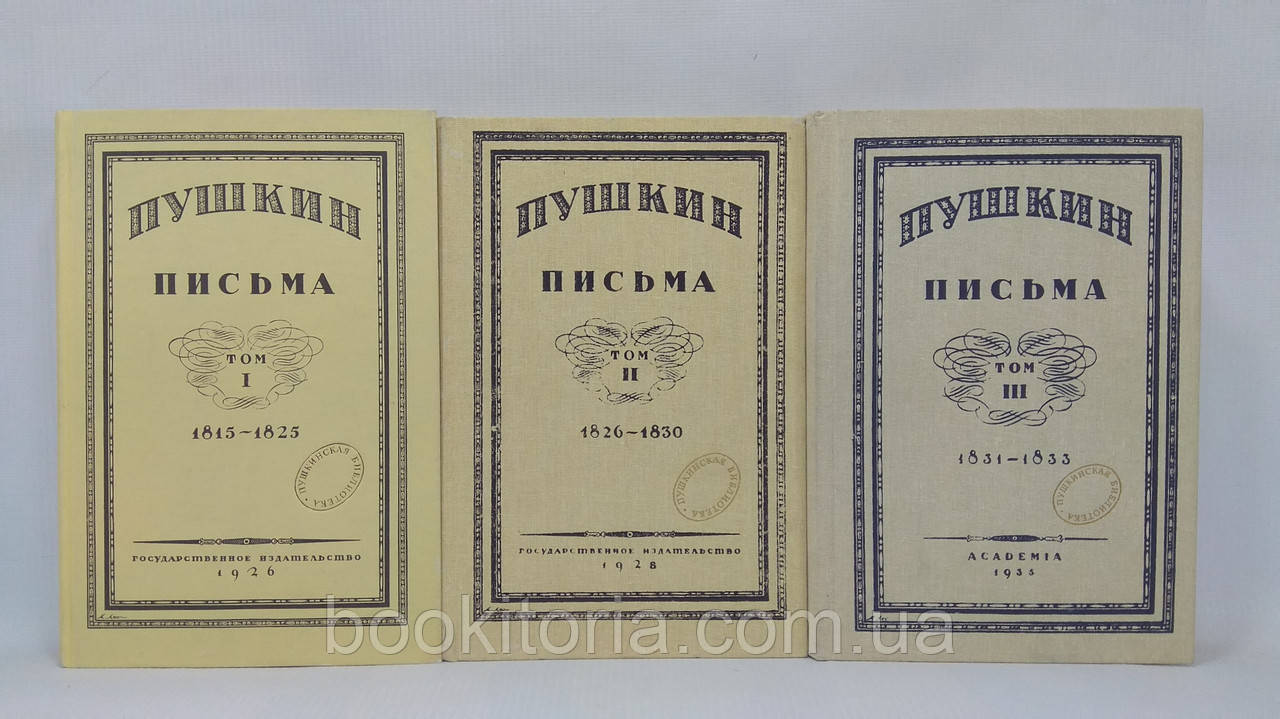 ПУШКИН
ПИСЬМА
ТОМ
I
1815–1825
ПУШКИНСКАЯ БИБЛИОТЕКА •
ГОСУДАРСТВЕННОЕ ИЗДАТЕЛЬСТВО
1926
ПУШКИН
ПИСЬМА
ТОМ
II
1826–1830
ПУШКИНСКАЯ БИБЛИОТЕКА •
ГОСУДАРСТВЕННОЕ ИЗДАТЕЛЬСТВО
1928
ПУШКИН
ПИСЬМА
ТОМ
III
1831–1833
ПУШКИНСКАЯ БИБЛИОТЕКА •
ACADEMIA
1935
bookitoria.com.ua